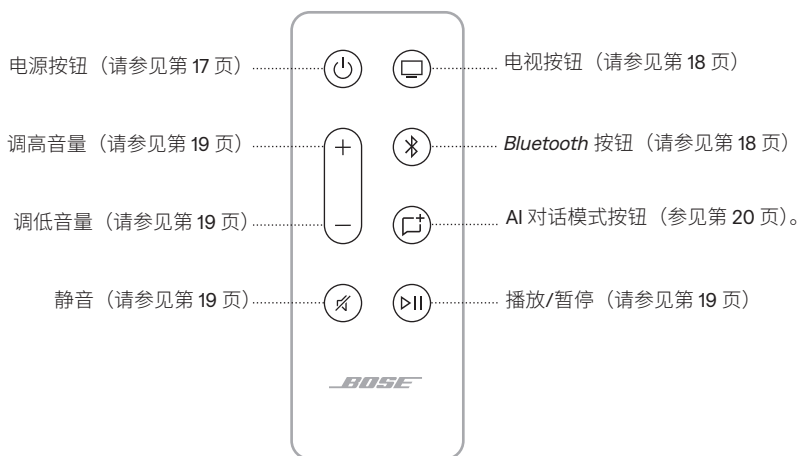 电源按钮（请参见第 17 页）
电视按钮（请参见第 18 页）
调高音量（请参见第 19 页）
Bluetooth 按钮（请参见第 18 页）
调低音量（请参见第 19 页）
AI 对话模式按钮（参见第 20 页）。
静音（请参见第 19 页）
播放/暂停（请参见第 19 页）
BOSE